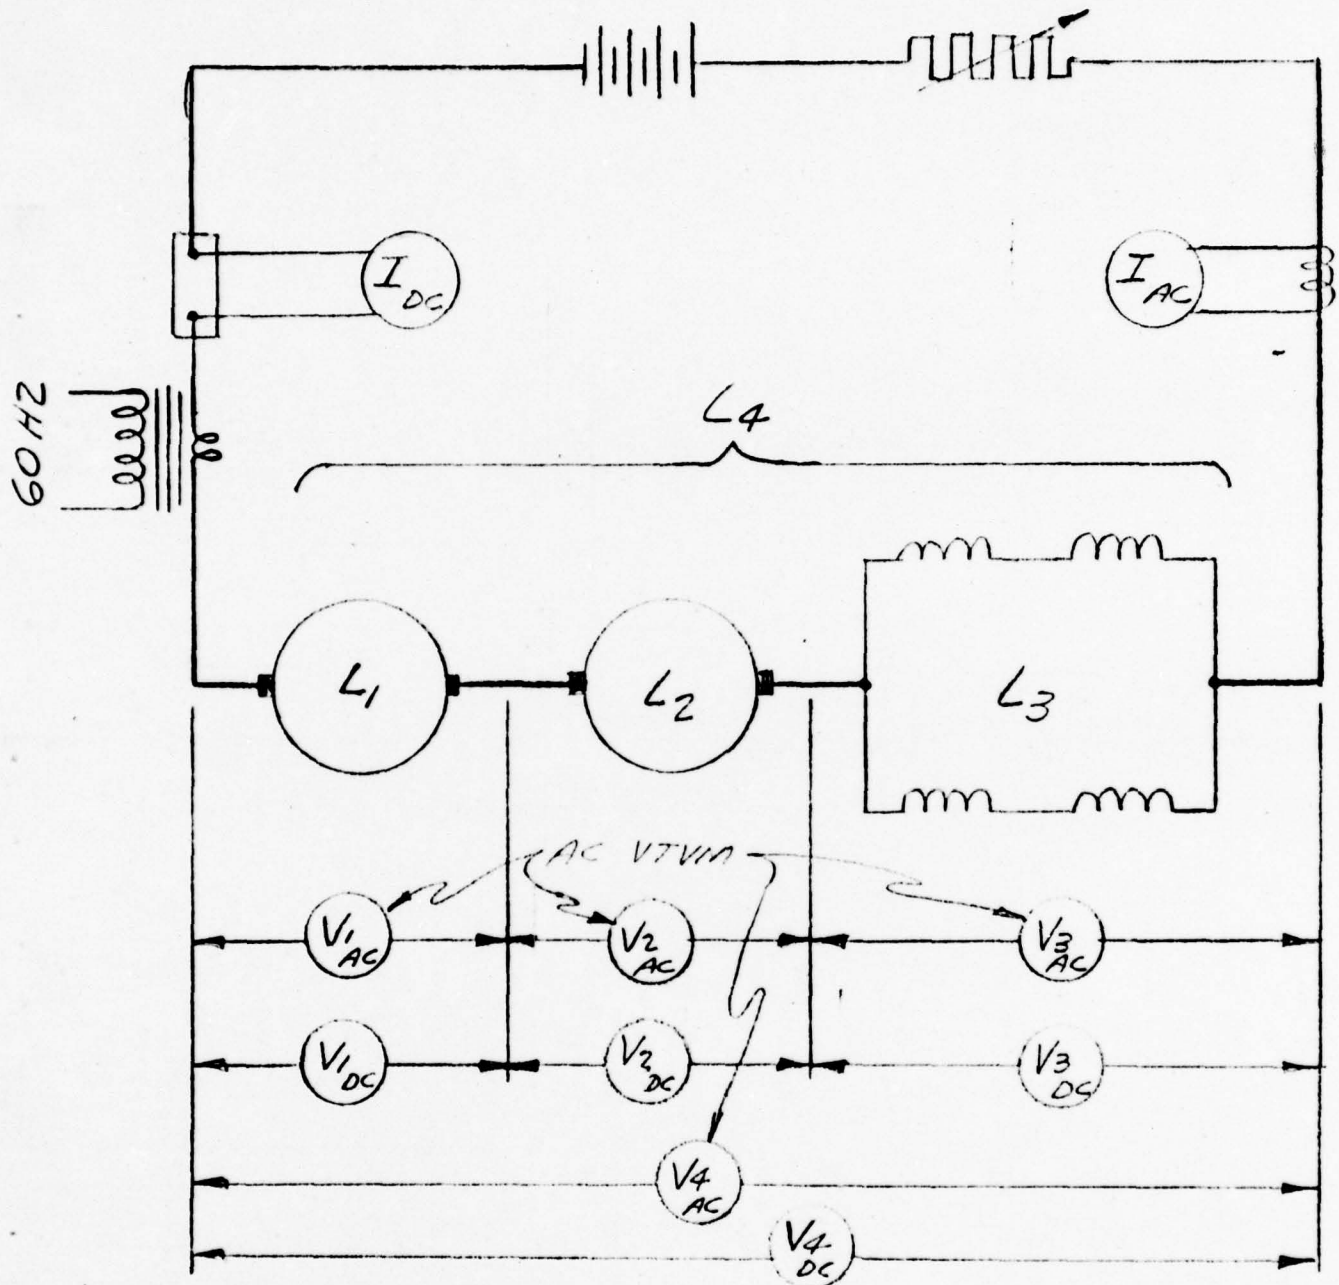 I DC
I AC
60 HZ
L4
L1
L2
L3
AC VTVM
V1 AC
V2 AC
V3 AC
V1 DC
V2 DC
V3 DC
V4 AC
V4 DC